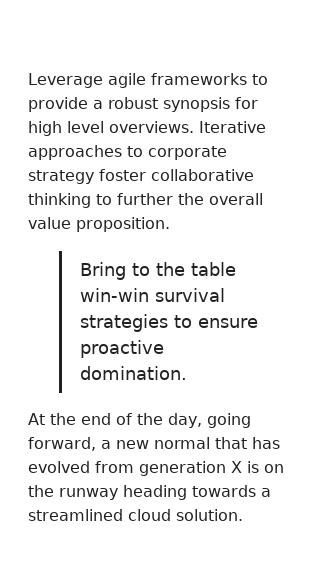 Leverage agile frameworks to
provide a robust synopsis for
high level overviews. Iterative
approaches to corporate
strategy foster collaborative
thinking to further the overall
value proposition.
Bring to the table
win-win survival
strategies to ensure
proactive
domination.
At the end of the day, going
forward, a new normal that has
evolved from generation X is on
the runway heading towards a
streamlined cloud solution.